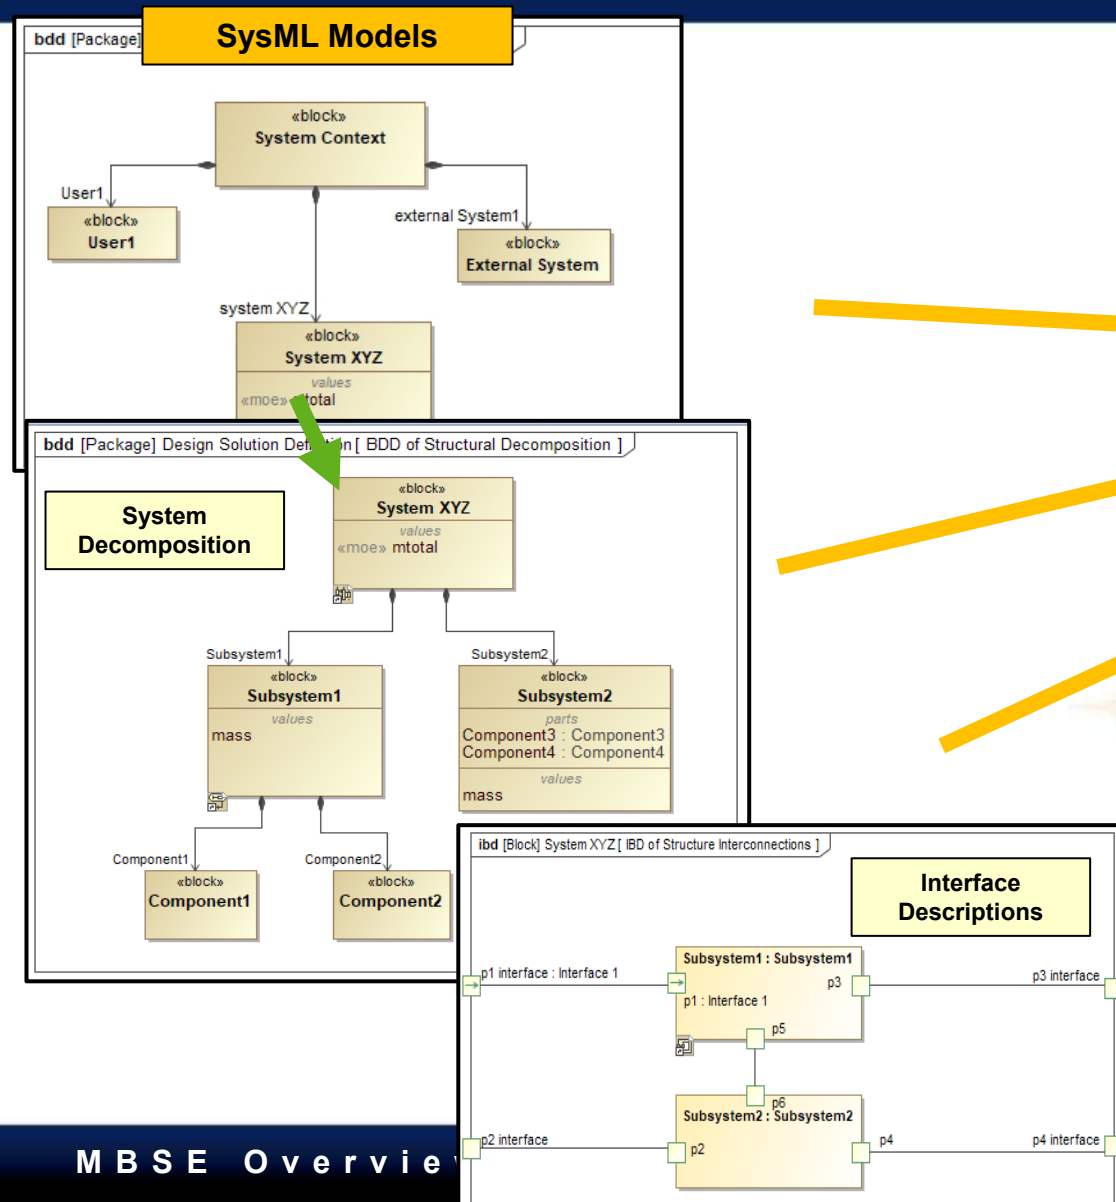 SysML Models
bdd [Package]
«block»
System Context
User1
«block»
User1
external System1
«block»
External System
system XYZ
«block»
System XYZ
values
«moe» mtotal
bdd [Package] Design Solution Definition [ BDD of Structural Decomposition ]
System
Decomposition
«block»
System XYZ
values
«moe» mtotal
Subsystem1
«block»
Subsystem1
values
mass
Subsystem2
«block»
Subsystem2
parts
Component3 : Component3
Component4 : Component4
values
mass
Component1
«block»
Component1
Component2
«block»
Component2
ibd [Block] System XYZ [ IBD of Structure Interconnections ]
Interface
Descriptions
p1 interface : Interface 1
Subsystem1 : Subsystem1
p3
p3 interface
p1 : Interface 1
p5
p6
Subsystem2 : Subsystem2
p2 interface
p2
p4
p4 interface
MBSE Overvie